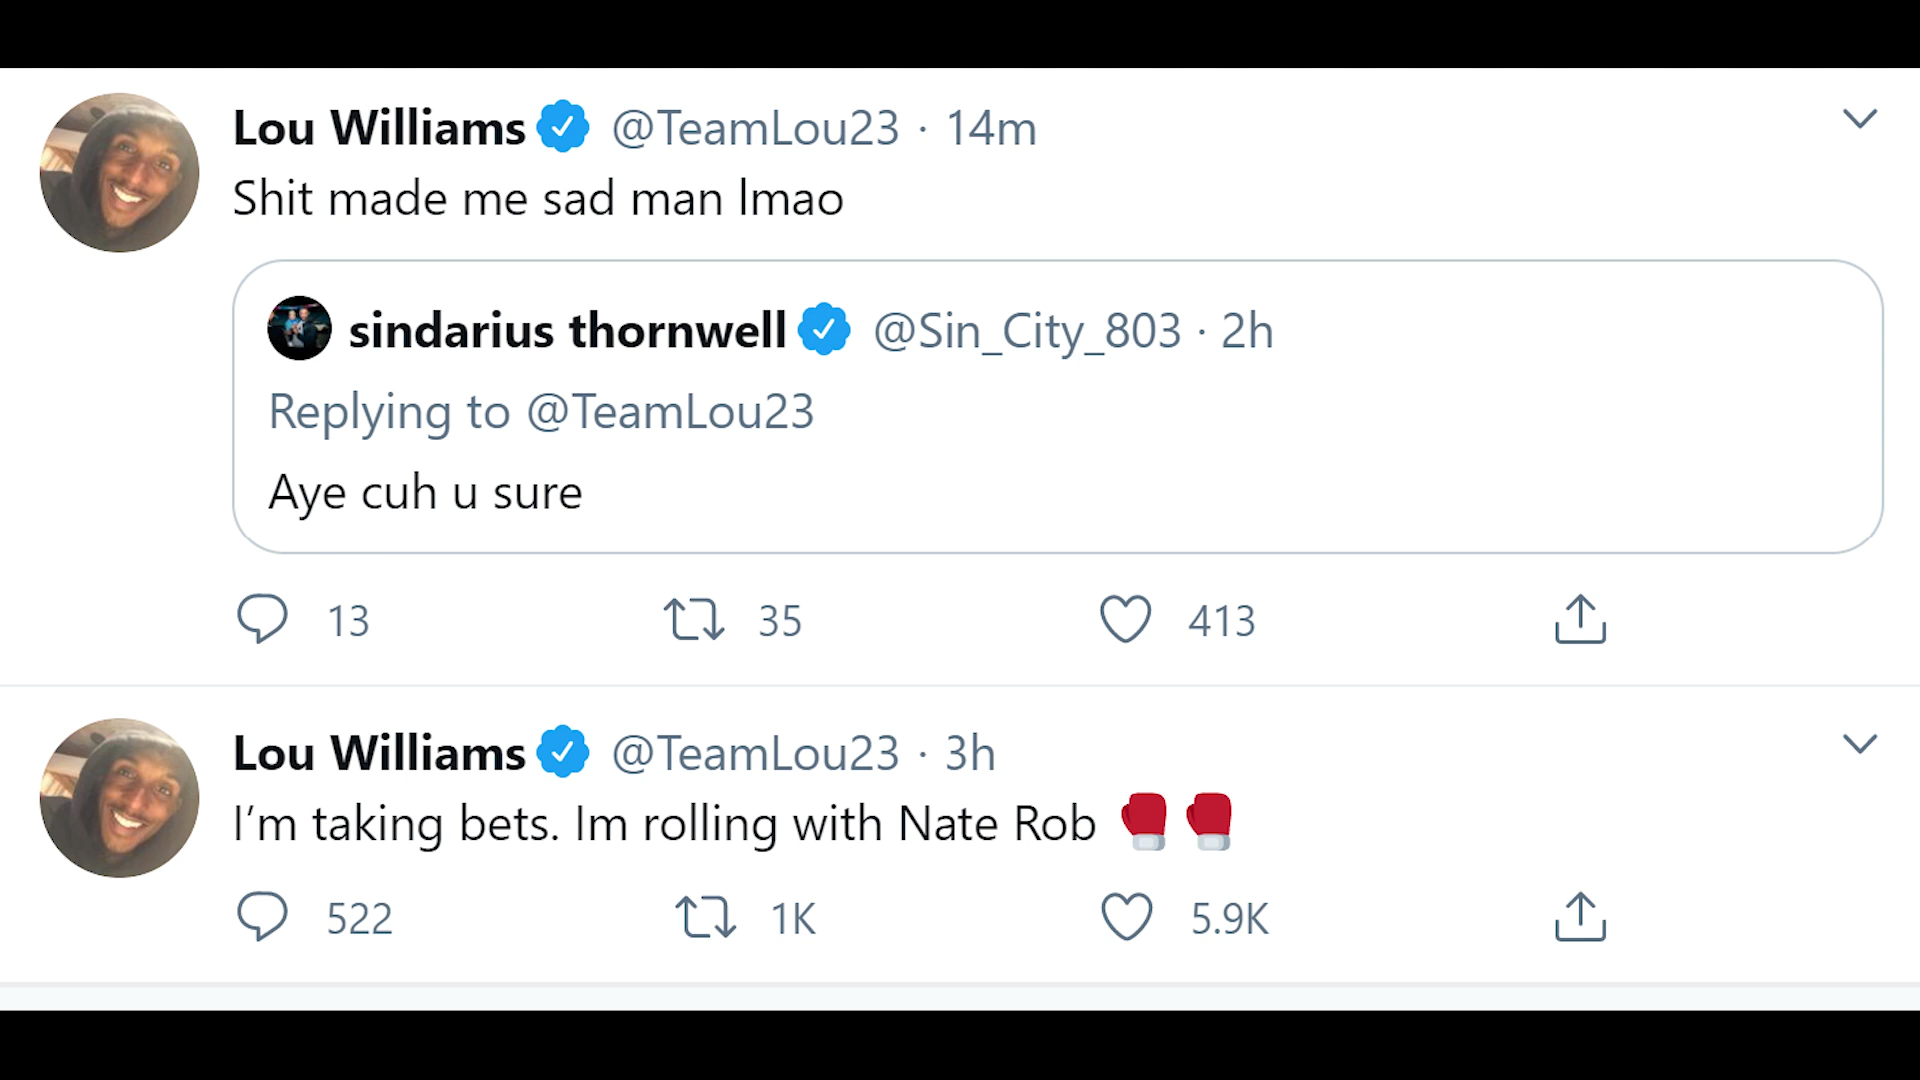 Lou Williams @TeamLou23 · 14m
Shit made me sad man lmao
sindarius thornwell @Sin_City_803 · 2h
Replying to @TeamLou23
Aye cuh u sure
13 35 413
Lou Williams @TeamLou23 · 3h
I’m taking bets. Im rolling with Nate Rob 🥊🥊
522 1K 5.9K